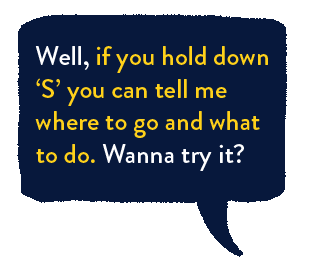 Well, if you hold down
‘S’ you can tell me
where to go and what
to do. Wanna try it?